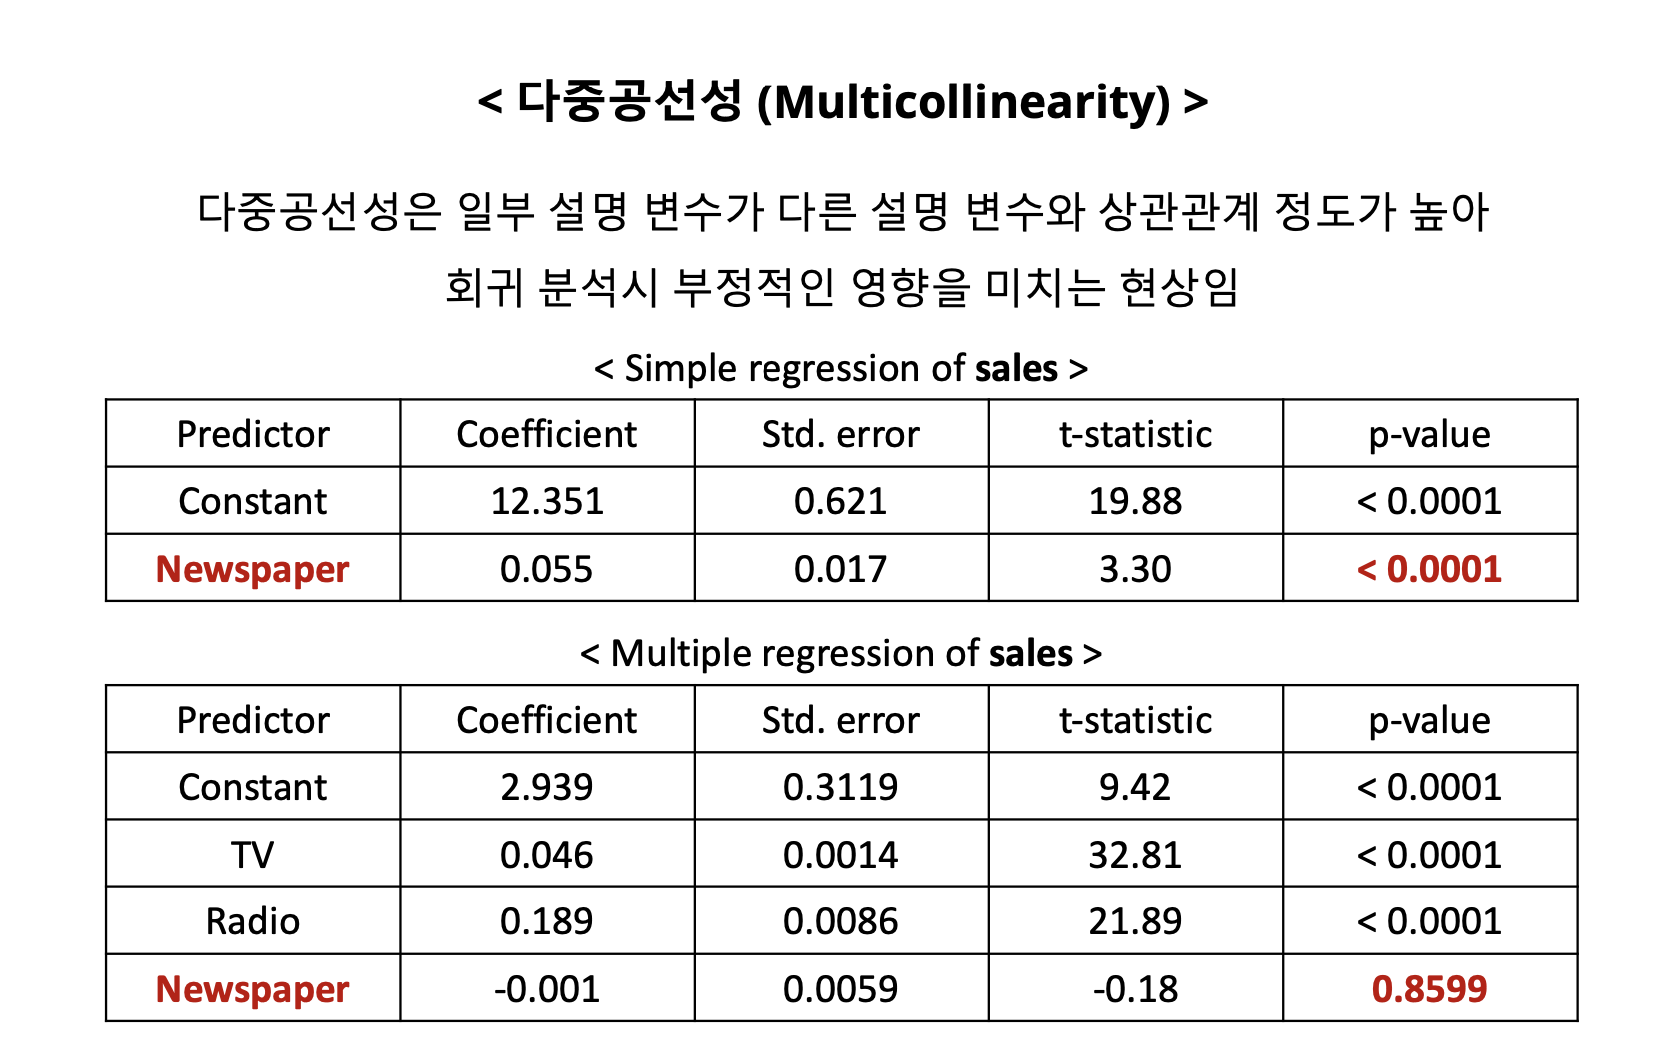 < 다중공선성 (Multicollinearity) >
다중공선성은 일부 설명 변수가 다른 설명 변수와 상관관계 정도가 높아
회귀 분석시 부정적인 영향을 미치는 현상임
< Simple regression of sales >
Predictor Coefficient Std. error t-statistic p-value
Constant 12.351 0.621 19.88 < 0.0001
Newspaper 0.055 0.017 3.30 < 0.0001
< Multiple regression of sales >
Predictor Coefficient Std. error t-statistic p-value
Constant 2.939 0.3119 9.42 < 0.0001
TV 0.046 0.0014 32.81 < 0.0001
Radio 0.189 0.0086 21.89 < 0.0001
Newspaper -0.001 0.0059 -0.18 0.8599